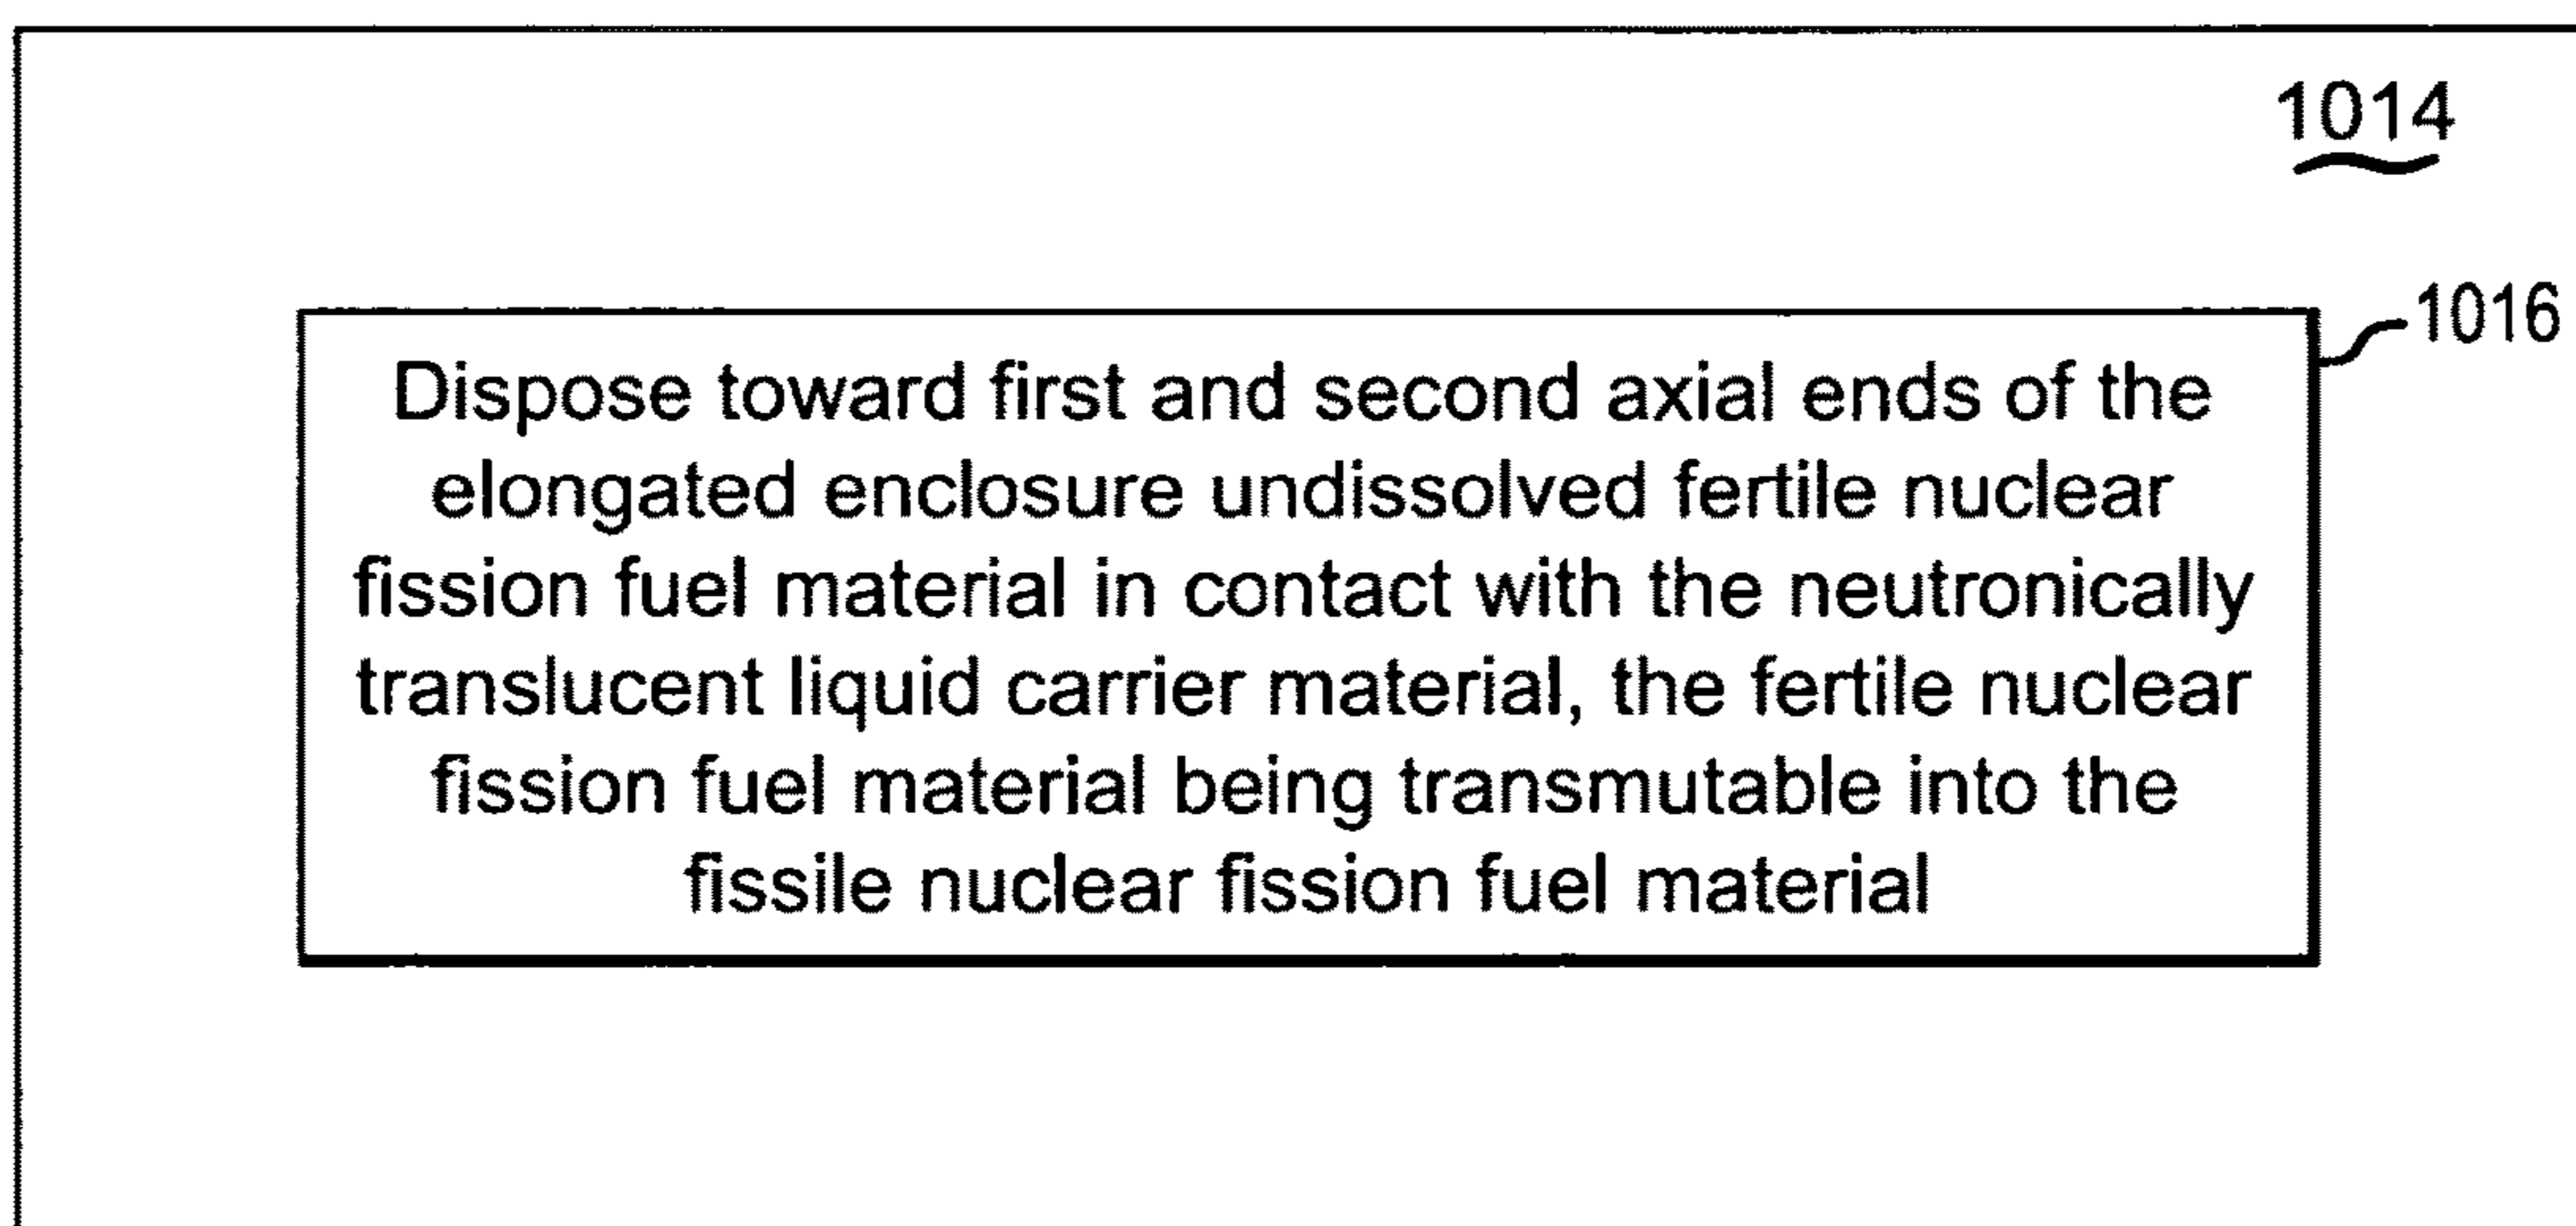 1014
1016
Dispose toward first and second axial ends of the
elongated enclosure undissolved fertile nuclear
fission fuel material in contact with the neutronically
translucent liquid carrier material, the fertile nuclear
fission fuel material being transmutable into the
fissile nuclear fission fuel material